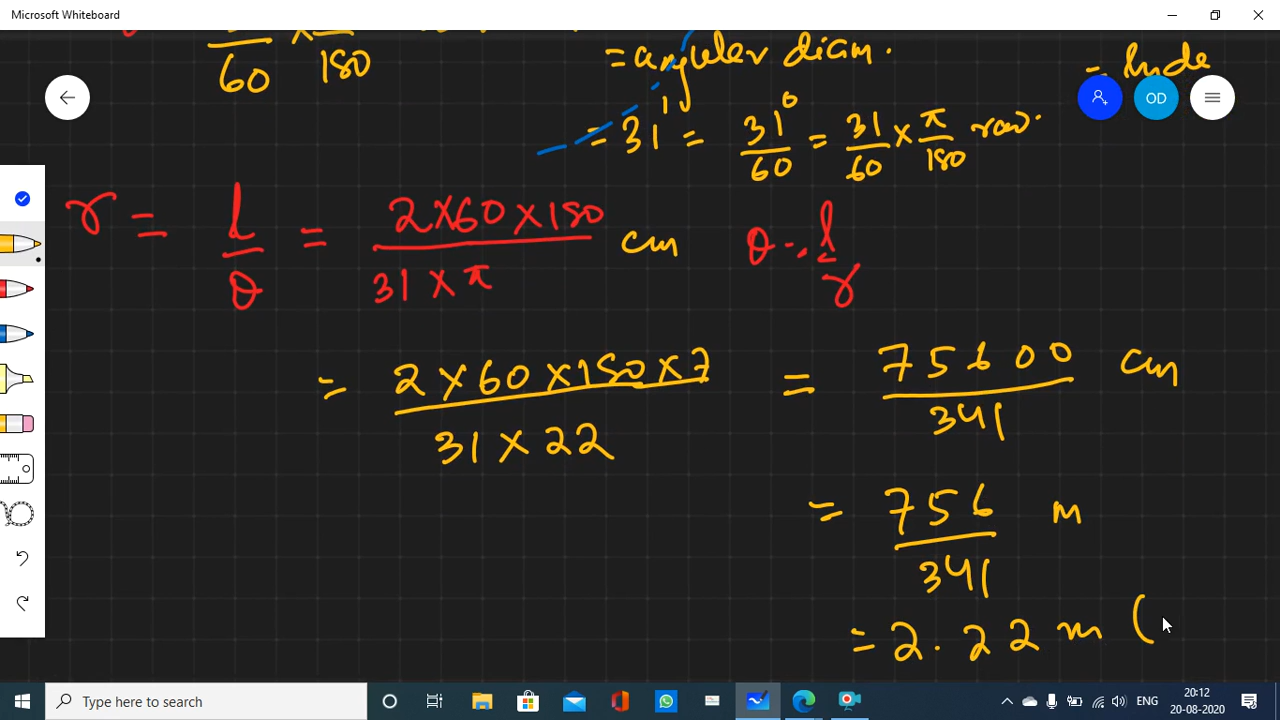 Microsoft Whiteboard
60 × 180
= angular diam.
= hide
= 31' = 31°/60 = 31/60 × π/180 rad.
OD
r = l/θ = 2×60×180 / 31×π cm θ = l/r
= 2×60×180×7 / 31×22 = 75600/341 cm
= 756/341 m
= 2.22 m (
Type here to search
ENG
20:12
20-08-2020